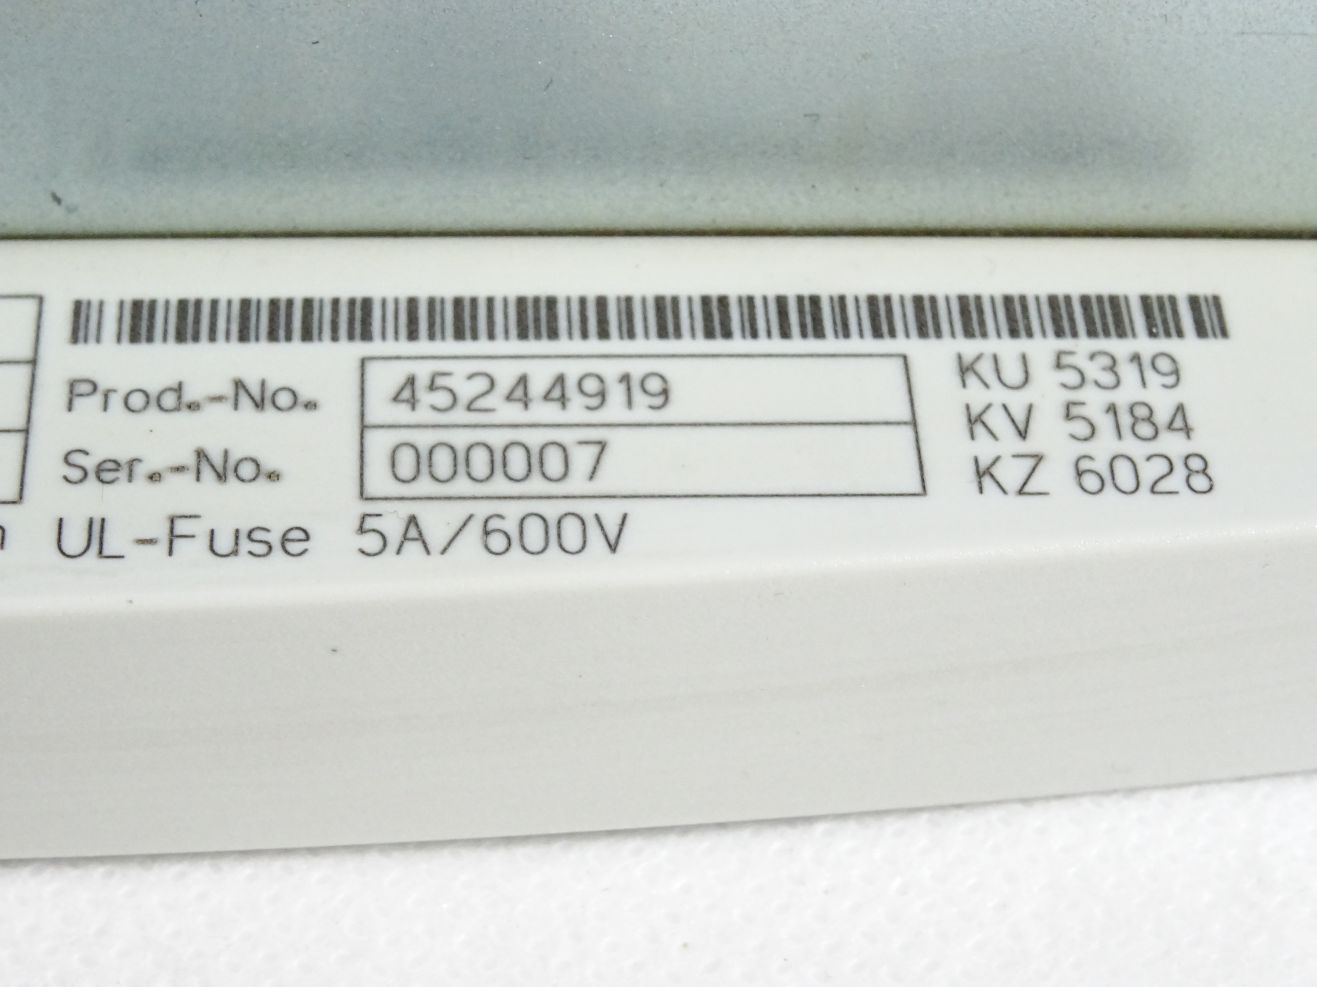 Prod.-No. 45244919
Ser.-No. 000007
UL-Fuse 5A/600V
KU 5319
KV 5184
KZ 6028